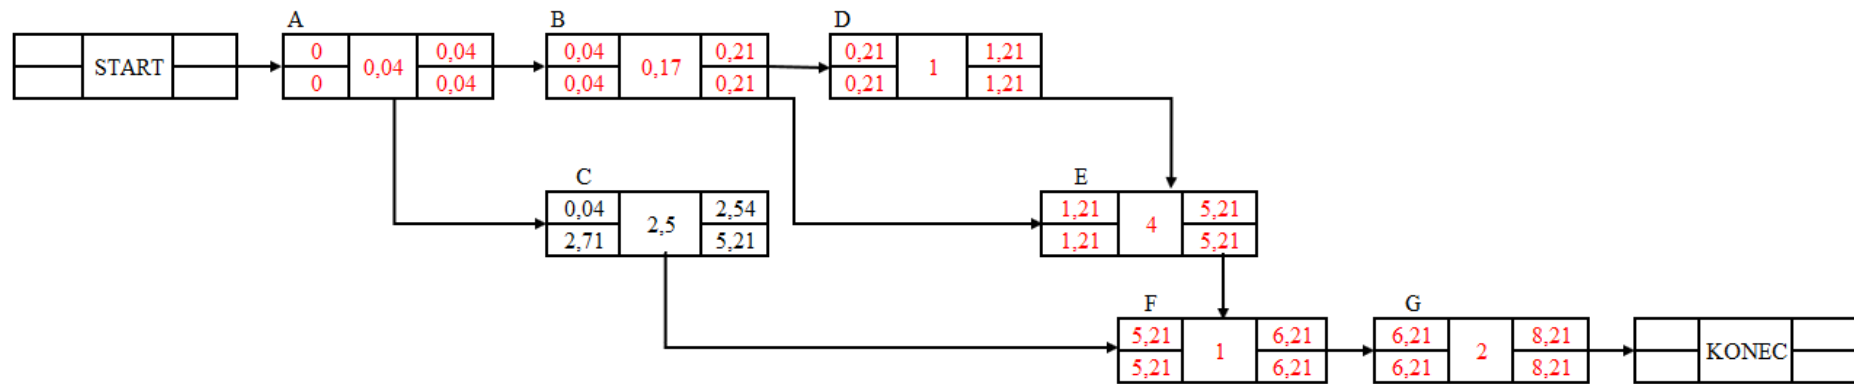 A B D
START 0 0,04 0,04 0,04 0,17 0,21 0,21 1 1,21
0 0,04 0,04 0,21 0,21 1,21
C E
0,04 2,5 2,54 1,21 4 5,21
2,71 5,21 1,21 5,21
F G
5,21 1 6,21 6,21 2 8,21 KONEC
5,21 6,21 6,21 8,21